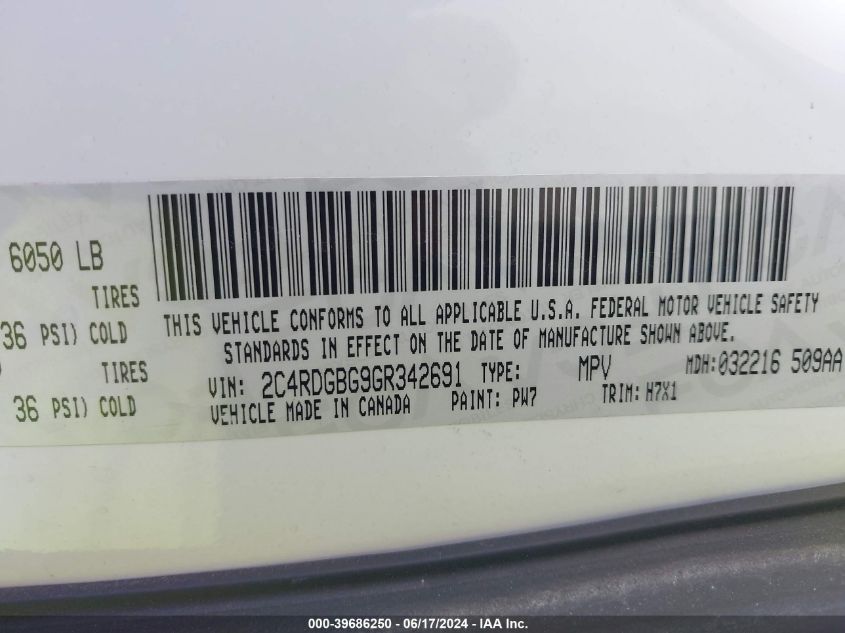 6050 LB
TIRES
36 PSI) COLD
TIRES
36 PSI) COLD
THIS VEHICLE CONFORMS TO ALL APPLICABLE U.S.A. FEDERAL MOTOR VEHICLE SAFETY
STANDARDS IN EFFECT ON THE DATE OF MANUFACTURE SHOWN ABOVE.
VIN: 2C4RDGBG9GR342691 TYPE: MPV MDH:032216 509AA
VEHICLE MADE IN CANADA PAINT: PW7 TRIM: H7X1
000-39686250 - 06/17/2024 - IAA Inc.